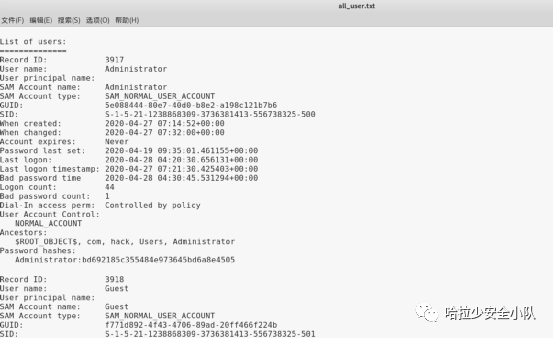 all_user.txt
文件(F) 编辑(E) 搜索(S) 选项(O) 帮助(H)
List of users:
==============
Record ID: 3917
User name: Administrator
User principal name:
SAM Account name: Administrator
SAM Account type: SAM_NORMAL_USER_ACCOUNT
GUID: 5e088444-80e7-40d0-b8e2-a198c121b7b6
SID: S-1-5-21-1238869309-3736381413-556738325-500
When created: 2020-04-27 07:14:52+00:00
When changed: 2020-04-27 07:32:00+00:00
Account expires: Never
Password last set: 2020-04-19 09:35:01.461155+00:00
Last logon: 2020-04-28 04:20:30.656131+00:00
Last logon timestamp: 2020-04-27 07:21:30.425403+00:00
Bad password time 2020-04-28 04:30:45.531294+00:00
Logon count: 44
Bad password count: 1
Dial-In access perm: Controlled by policy
User Account Control:
NORMAL_ACCOUNT
Ancestors:
$ROOT_OBJECT$, com, hack, Users, Administrator
Password hashes:
Administrator:bd692185c355484e973645bd6a8e4505
Record ID: 3918
User name: Guest
User principal name:
SAM Account name: Guest
SAM Account type: SAM_NORMAL_USER_ACCOUNT
GUID: f771d892-4f43-4706-89ad-20ff466f224b
SID: S-1-5-21-1238869309-3736381413-556738325-501
哈拉少安全小队